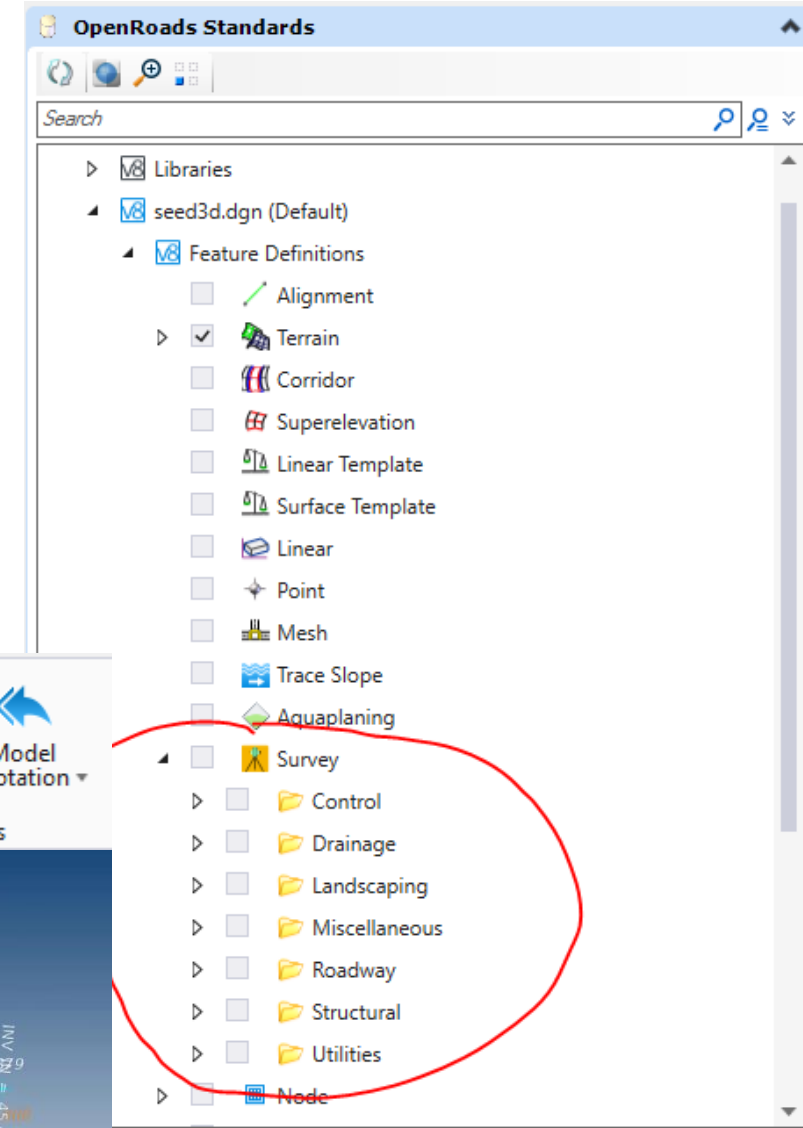 OpenRoads Standards
Search
Libraries
seed3d.dgn (Default)
Feature Definitions
Alignment
Terrain
Corridor
Superelevation
Linear Template
Surface Template
Linear
Point
Mesh
Trace Slope
Aquaplaning
Survey
Control
Drainage
Landscaping
Miscellaneous
Roadway
Structural
Utilities
Node
Model
INV